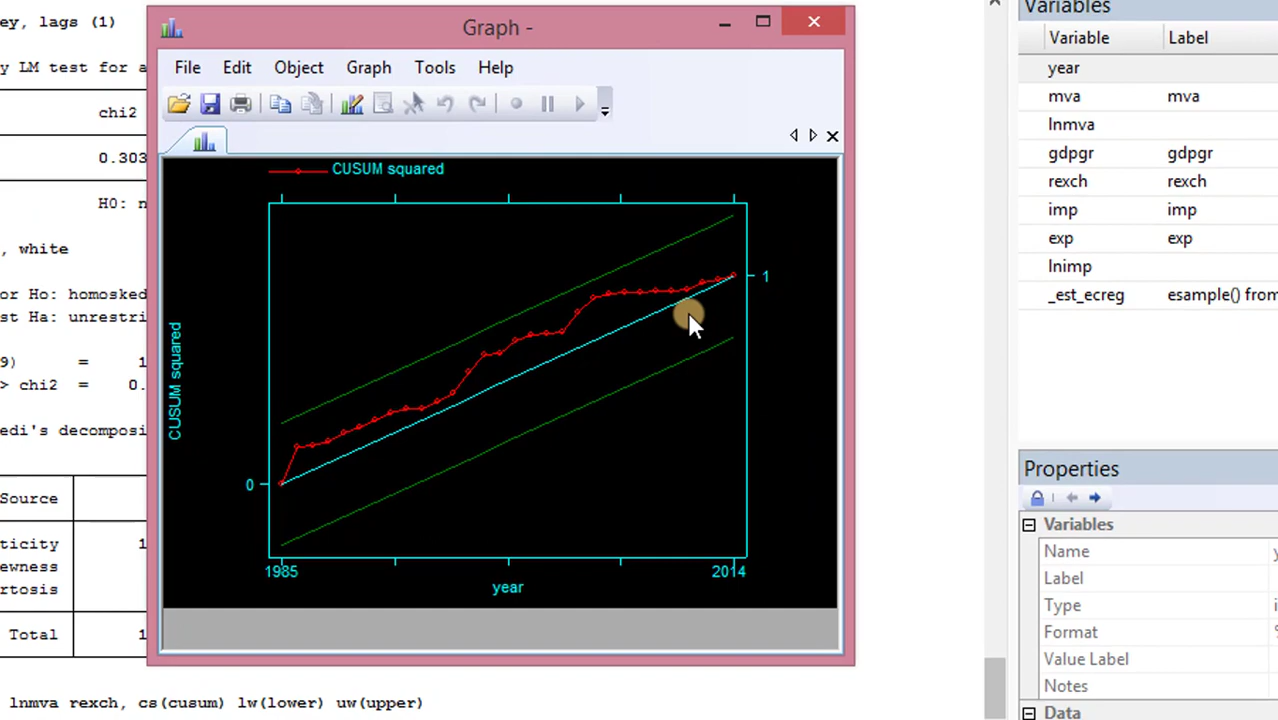 ey, lags (1)
y LM test for a
chi2
0.303
H0: n
, white
or Ho: homosked
st Ha: unrestri
9) = 1
> chi2 = 0.
edi's decomposi
Source
ticity 1
ewness
rtosis
Total 1
lnmva rexch, cs(cusum) lw(lower) uw(upper)
Graph -
File Edit Object Graph Tools Help
CUSUM squared
CUSUM squared
1
0
1985 2014
year
Variables
Variable Label
year
mva mva
lnmva
gdpgr gdpgr
rexch rexch
imp imp
exp exp
lnimp
_est_ecreg esample() from
Properties
Variables
Name y
Label
Type i
Format %
Value Label
Notes
Data